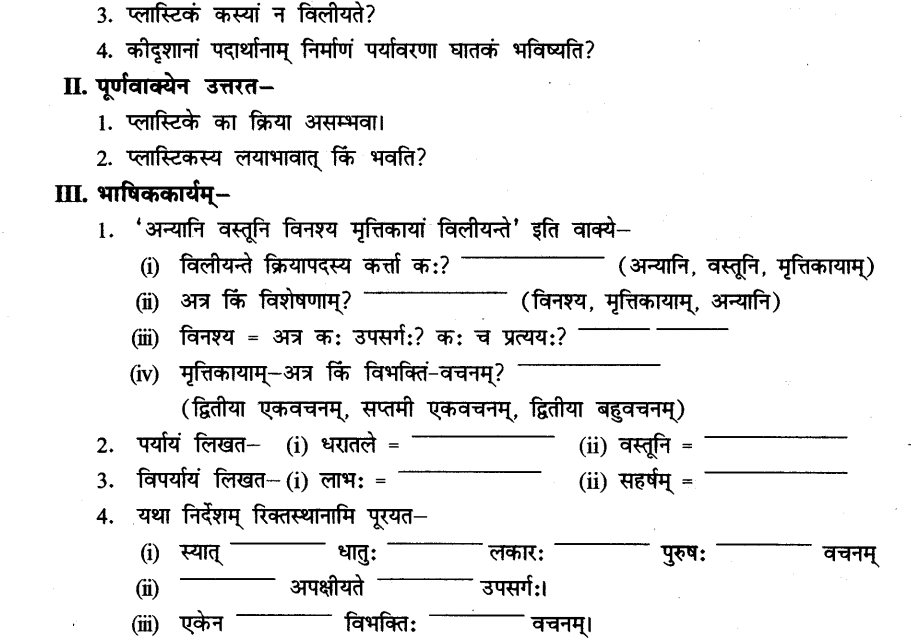 3. प्लास्टिकं कस्यां न विलीयते?
4. कीदृशानां पदार्थानाम् निर्माणं पर्यावरणा घातकं भविष्यति?
II. पूर्णवाक्येन उत्तरत–
1. प्लास्टिके का क्रिया असम्भवा।
2. प्लास्टिकस्य लयाभावात् किं भवति?
III. भाषिककार्यम्–
1. ‘अन्यानि वस्तूनि विनश्य मृत्तिकायां विलीयन्ते’ इति वाक्ये–
(i) विलीयन्ते क्रियापदस्य कर्त्ता कः? ________ (अन्यानि, वस्तूनि, मृत्तिकायाम्)
(ii) अत्र किं विशेषणाम्? ________ (विनश्य, मृत्तिकायाम्, अन्यानि)
(iii) विनश्य = अत्र कः उपसर्गः? कः च प्रत्ययः? ________ ________
(iv) मृत्तिकायाम्–अत्र किं विभक्तिं-वचनम्? ________
(द्वितीया एकवचनम्, सप्तमी एकवचनम्, द्वितीया बहुवचनम्)
2. पर्यायं लिखत– (i) धरातले = ________ (ii) वस्तूनि = ________
3. विपर्यायं लिखत– (i) लाभः = ________ (ii) सहर्षम् = ________
4. यथा निर्देशम् रिक्तस्थानामि पूरयत–
(i) स्यात् ________ धातुः ________ लकारः ________ पुरुषः ________ वचनम्
(ii) ________ अपक्षीयते ________ उपसर्गः।
(iii) एकेन ________ विभक्तिः ________ वचनम्।